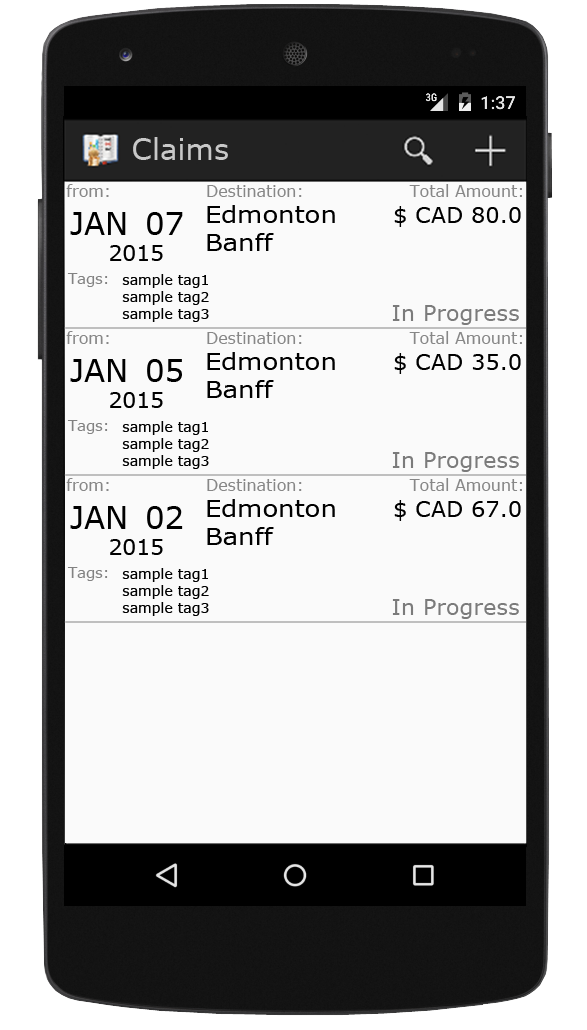 3G 1:37
Claims
from: Destination: Total Amount:
JAN 07 Edmonton $ CAD 80.0
2015 Banff
Tags: sample tag1
sample tag2
sample tag3
In Progress
from: Destination: Total Amount:
JAN 05 Edmonton $ CAD 35.0
2015 Banff
Tags: sample tag1
sample tag2
sample tag3
In Progress
from: Destination: Total Amount:
JAN 02 Edmonton $ CAD 67.0
2015 Banff
Tags: sample tag1
sample tag2
sample tag3
In Progress